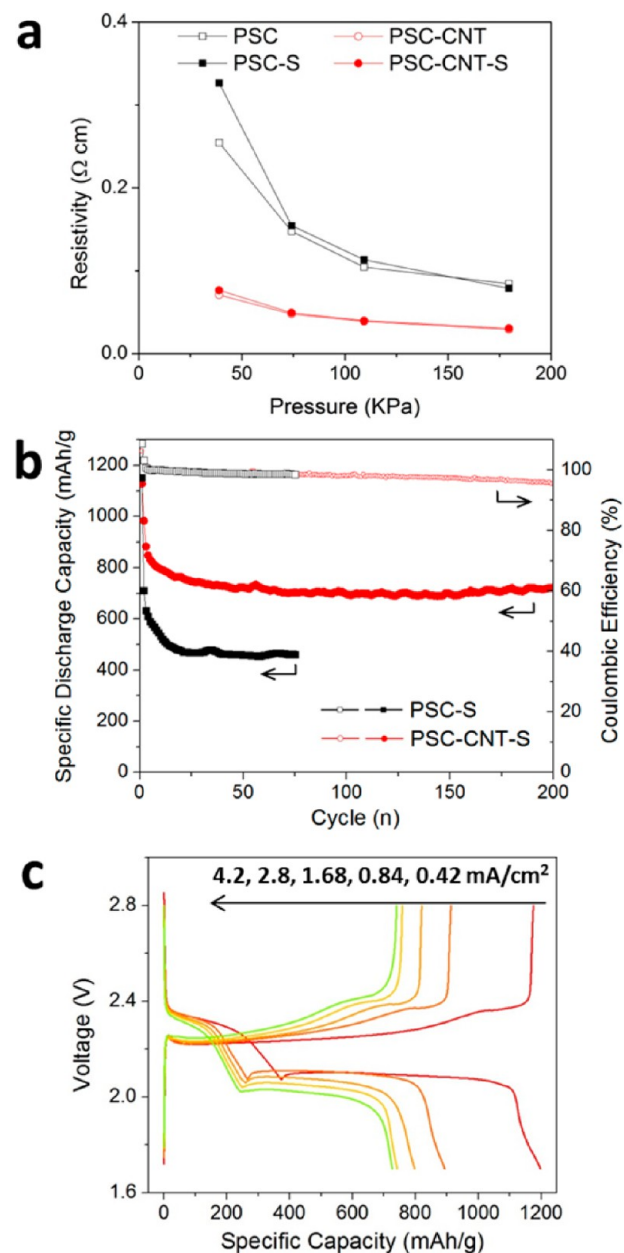 a
PSC PSC-CNT
PSC-S PSC-CNT-S
Resistivity (Ω cm)
0.4
0.2
0.0
0 50 100 150 200
Pressure (KPa)
b
Specific Discharge Capacity (mAh/g)
1200
1000
800
600
400
200
0
100
80
60
40
20
0
Coulombic Efficiency (%)
PSC-S
PSC-CNT-S
0 50 100 150 200
Cycle (n)
c
4.2, 2.8, 1.68, 0.84, 0.42 mA/cm²
Voltage (V)
2.8
2.4
2.0
1.6
0 200 400 600 800 1000 1200
Specific Capacity (mAh/g)